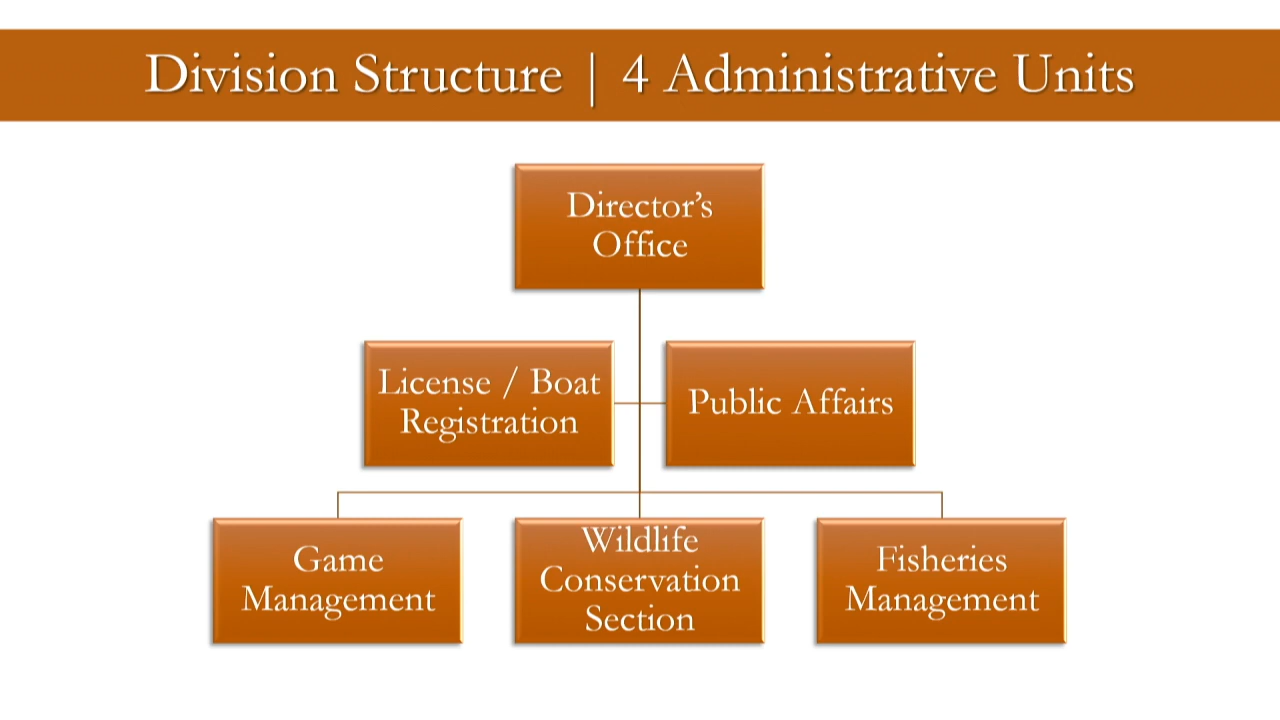 Division Structure | 4 Administrative Units
Director’s
Office
License / Boat
Registration
Public Affairs
Game
Management
Wildlife
Conservation
Section
Fisheries
Management